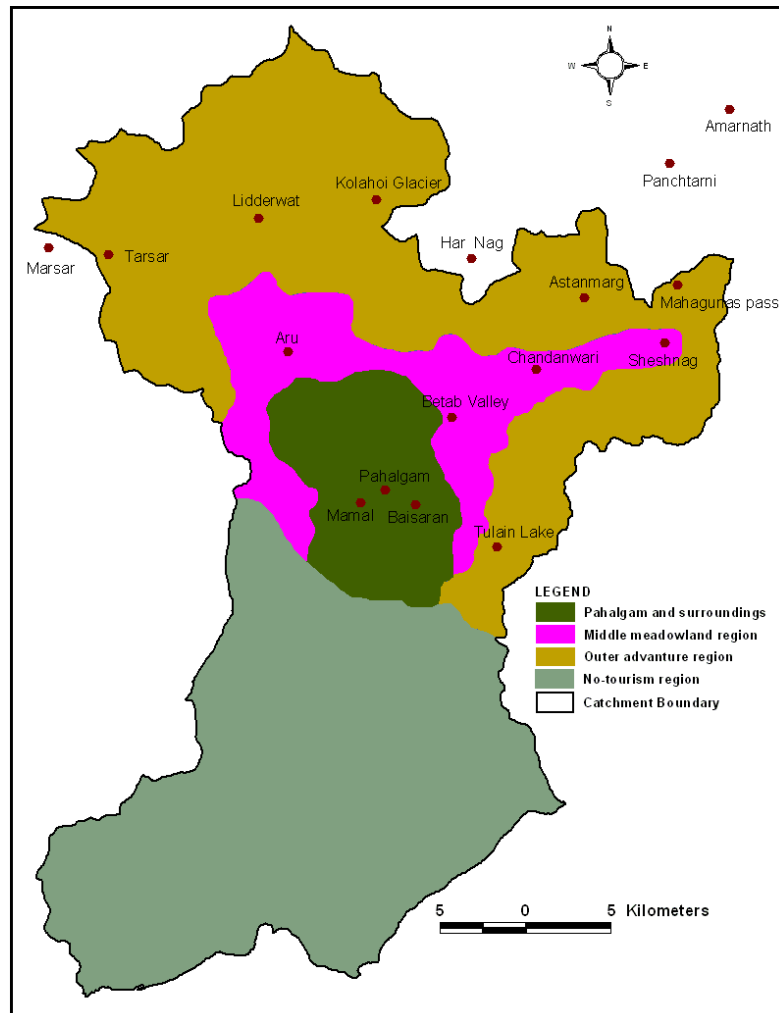 N
W E
S
Amarnath
Panchtarni
Kolahoi Glacier
Lidderwat
Har Nag
Marsar
Tarsar
Astanmarg
Mahagunas pass
Aru
Chandanwari
Sheshnag
Betab Valley
Pahalgam
Mamal
Baisaran
Tulain Lake
LEGEND
Pahalgam and surroundings
Middle meadowland region
Outer advanture region
No-tourism region
Catchment Boundary
5 0 5 Kilometers